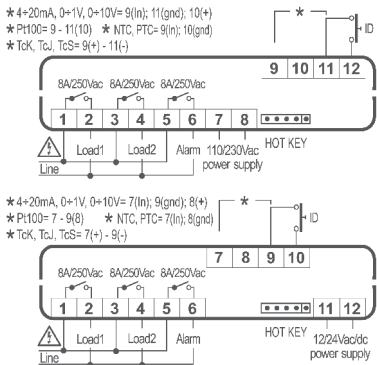 * 4÷20mA, 0÷1V, 0÷10V= 9(In); 11(gnd); 10(+)
* Pt100= 9 - 11(10) * NTC, PTC= 9(In); 10(gnd)
* TcK, TcJ, TcS= 9(+) - 11(-)
* ID
9 10 11 12
8A/250Vac 8A/250Vac 8A/250Vac
1 2 3 4 5 6 7 8
HOT KEY
Load1 Load2 Alarm 110/230Vac
power supply
Line
* 4÷20mA, 0÷1V, 0÷10V= 7(In); 9(gnd); 8(+)
* Pt100= 7 - 9(8) * NTC, PTC= 7(In); 8(gnd)
* TcK, TcJ, TcS= 7(+) - 9(-)
* ID
7 8 9 10
8A/250Vac 8A/250Vac 8A/250Vac
1 2 3 4 5 6 11 12
HOT KEY
Load1 Load2 Alarm 12/24Vac/dc
power supply
Line